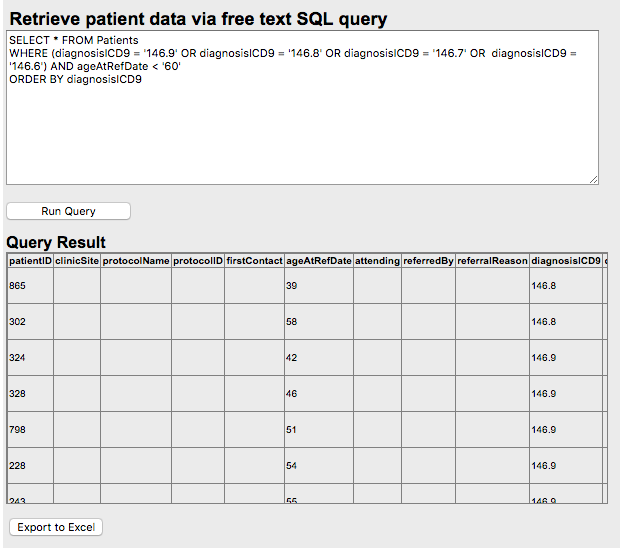 Retrieve patient data via free text SQL query
SELECT * FROM Patients
WHERE (diagnosisICD9 = '146.9' OR diagnosisICD9 = '146.8' OR diagnosisICD9 = '146.7' OR  diagnosisICD9 =
'146.6') AND ageAtRefDate < '60'
ORDER BY diagnosisICD9
Run Query
Query Result
patientID clinicSite protocolName protocolID firstContact ageAtRefDate attending referredBy referralReason diagnosisICD9
865 39 146.8
302 58 146.8
324 42 146.9
328 46 146.9
798 51 146.9
228 54 146.9
243 55 146.9
Export to Excel